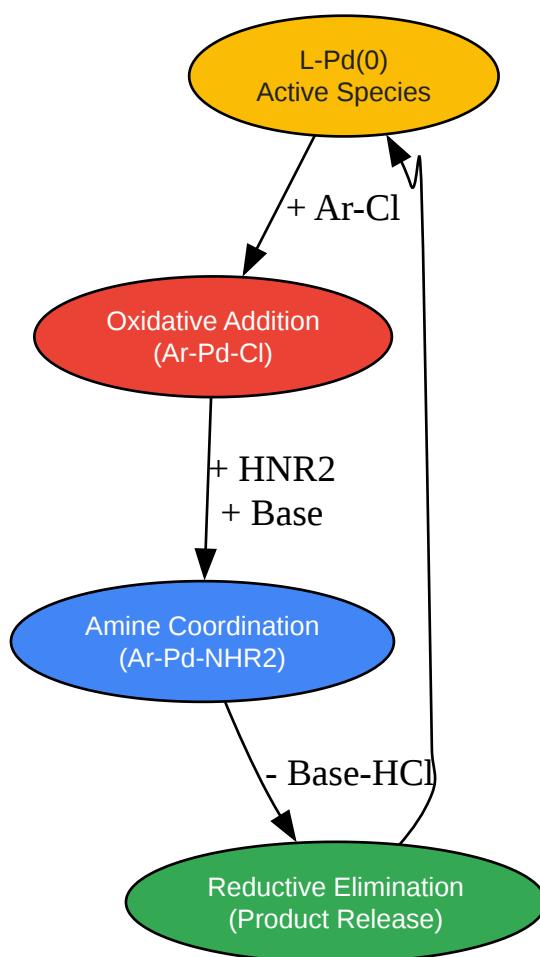 L-Pd(0)
Active Species
+ Ar-Cl
Oxidative Addition
(Ar-Pd-Cl)
+ HNR2
+ Base
Amine Coordination
(Ar-Pd-NHR2)
- Base-HCl
Reductive Elimination
(Product Release)